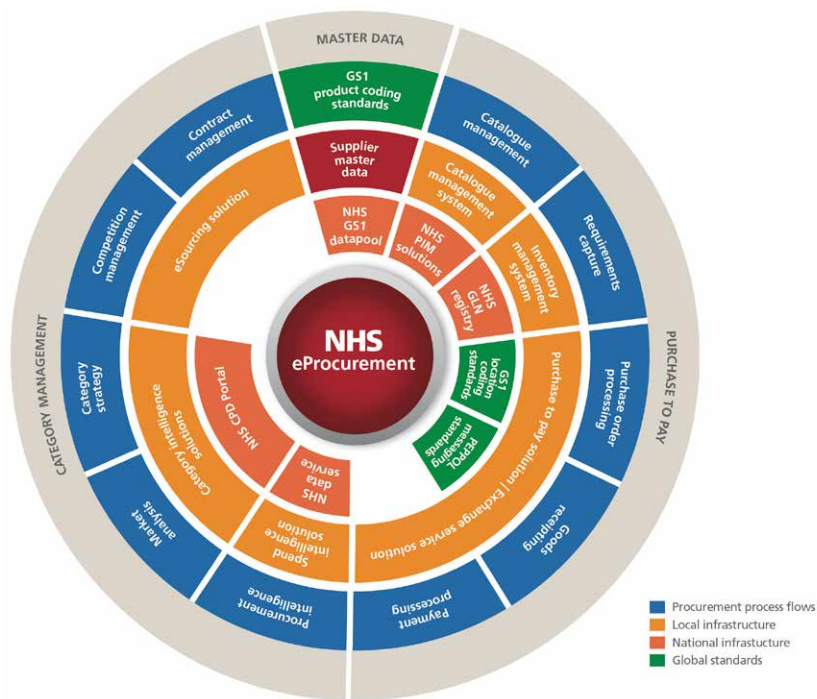 MASTER DATA
GS1
product coding
standards
Supplier
master
data
NHS
GS1
datapool
Catalogue management
Catalogue
management
system
NHS
PIM
solutions
Requirements
capture
Inventory
management
system
NHS
GLN
registry
PURCHASE TO PAY
Purchase order
processing
Goods
receipting
Payment
processing
Purchase to pay solution | Exchange service solution
GS1
location
coding
standards
PEPPOL
messaging
standards
Procurement
intelligence
Spend
intelligence
solution
NHS
data
service
Market
analysis
Category
strategy
Category intelligence
solutions
NHS CPD Portal
CATEGORY MANAGEMENT
Competition
management
Contract
management
eSourcing solution
NHS
eProcurement
Procurement process flows
Local infrastructure
National infrastucture
Global standards